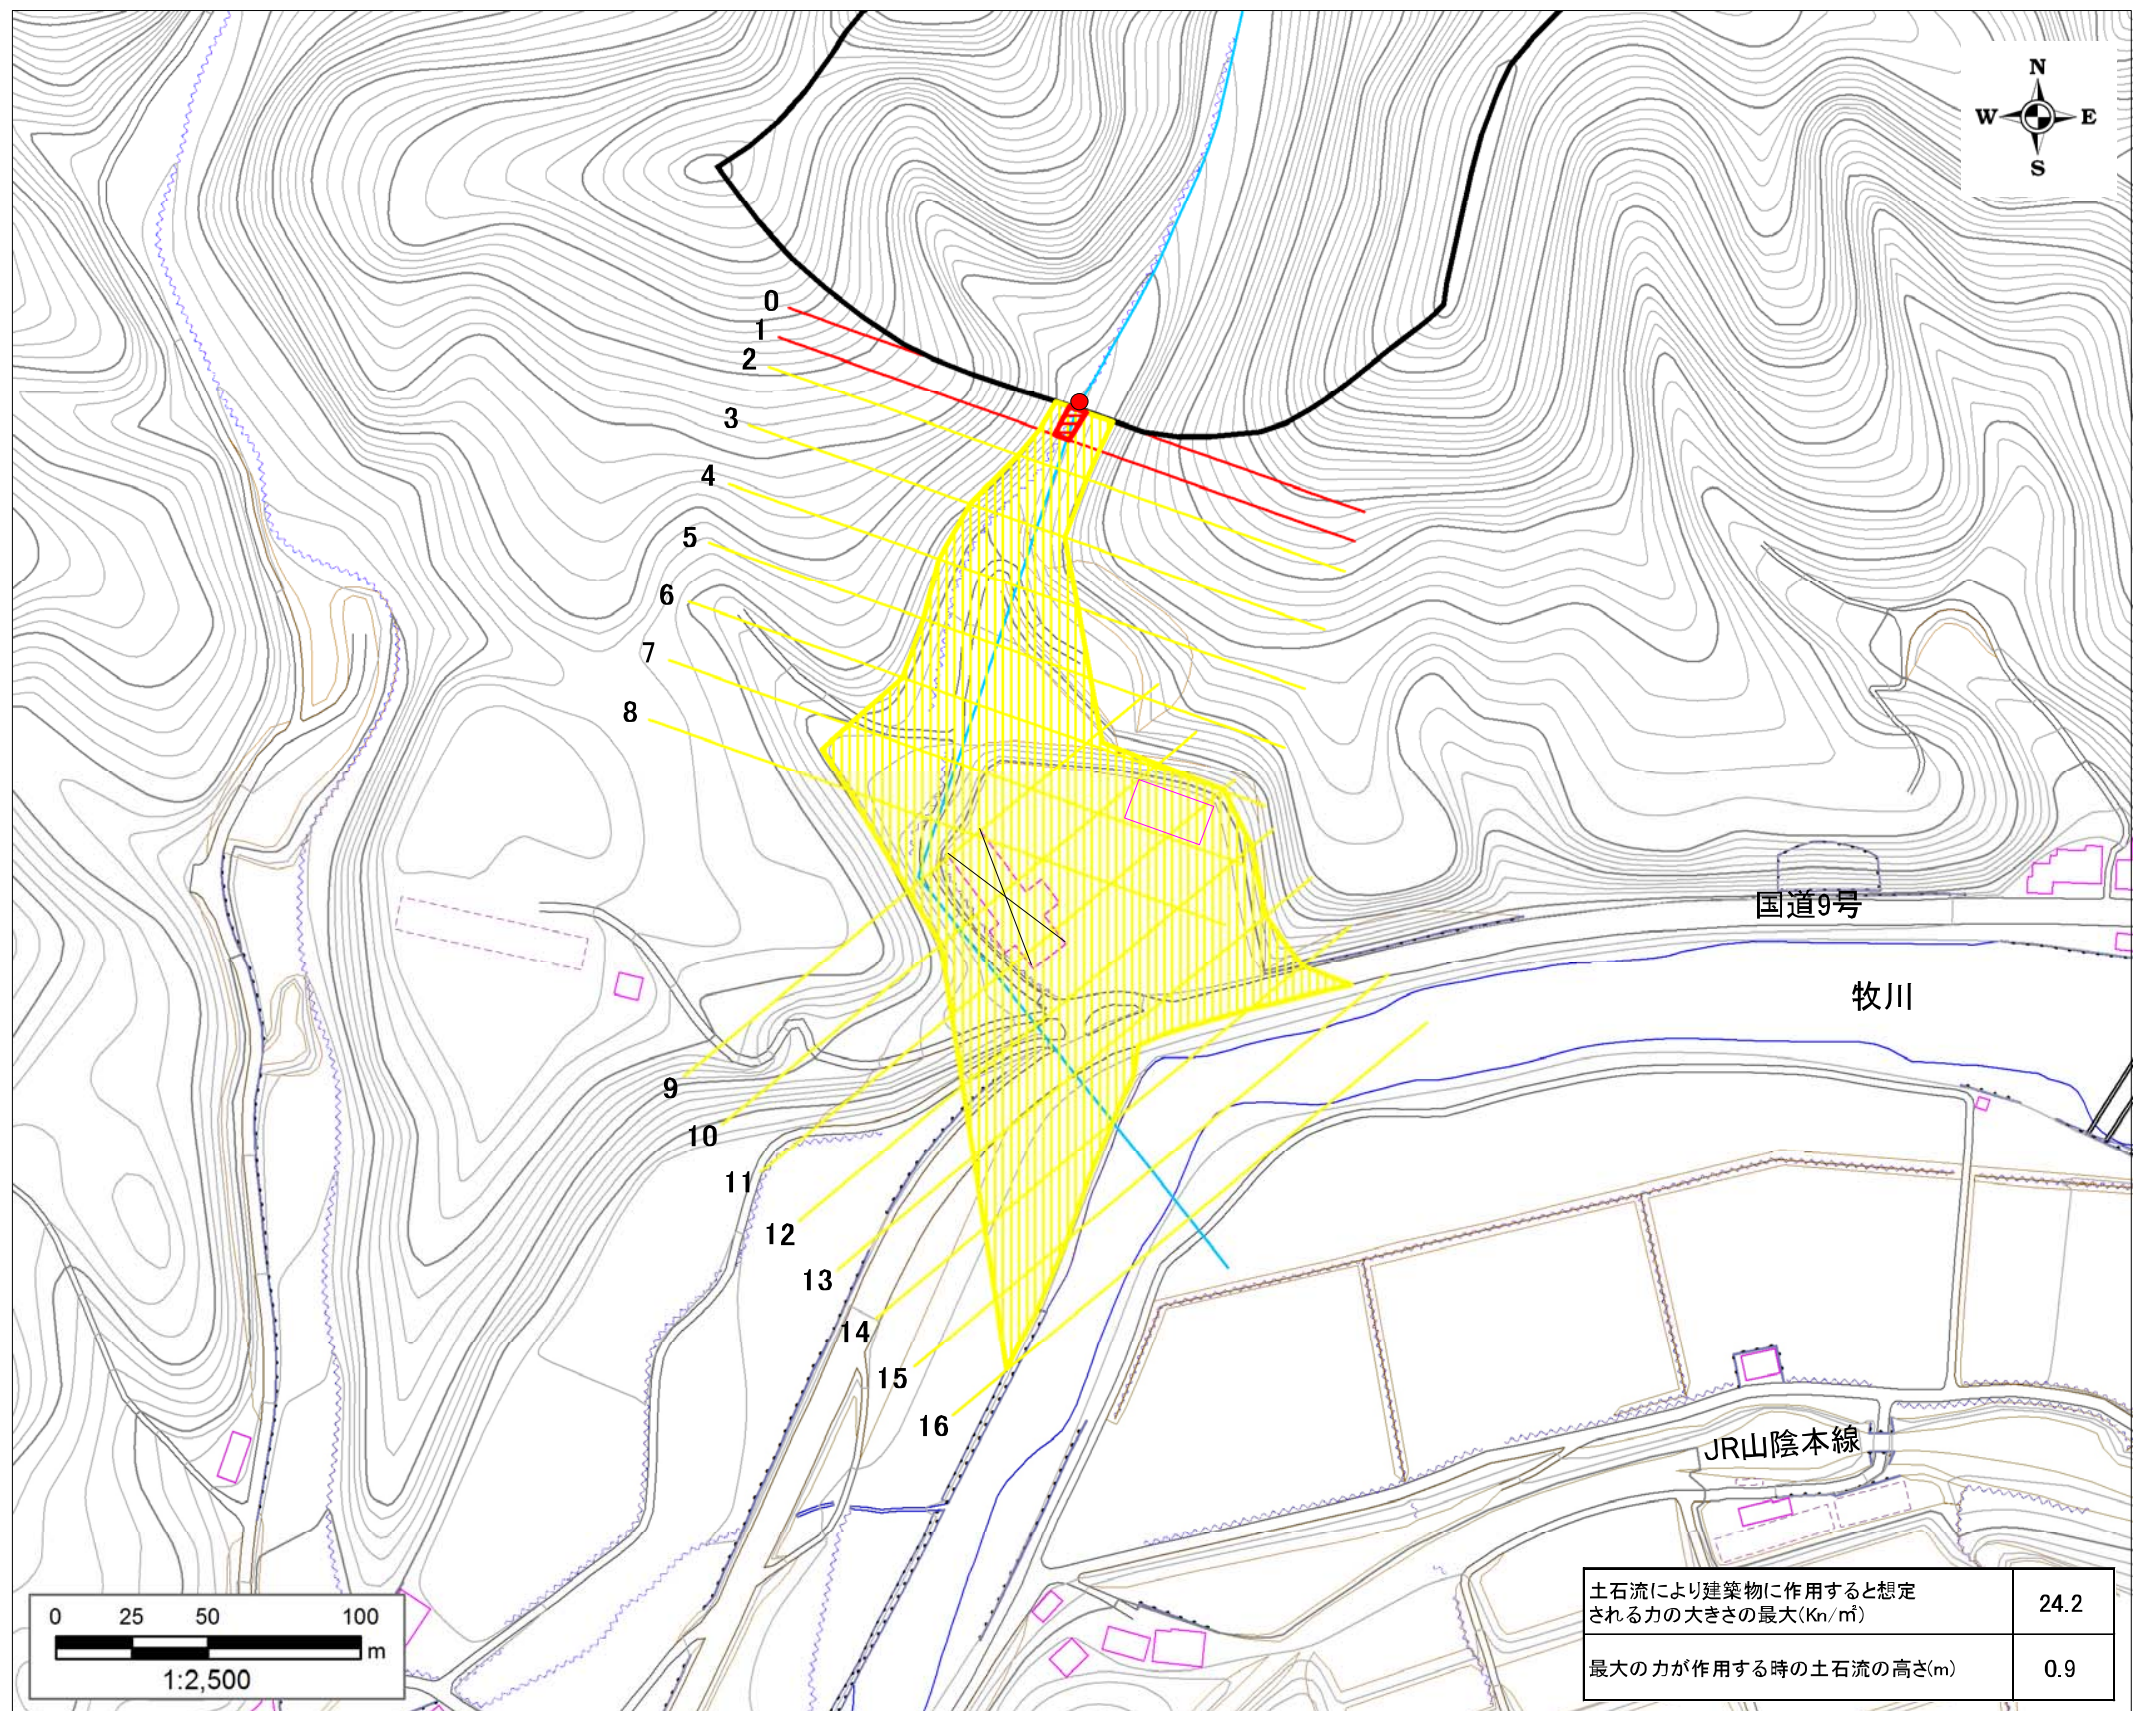 N
W E
S
0
1
2
3
4
5
6
7
8
国道9号
牧川
9
10
11
12
13
14
15
16
JR山陰本線
0 25 50 100
m
1:2,500
土石流により建築物に作用すると想定
される力の大きさの最大(Kn/㎡) 24.2
最大の力が作用する時の土石流の高さ(m) 0.9